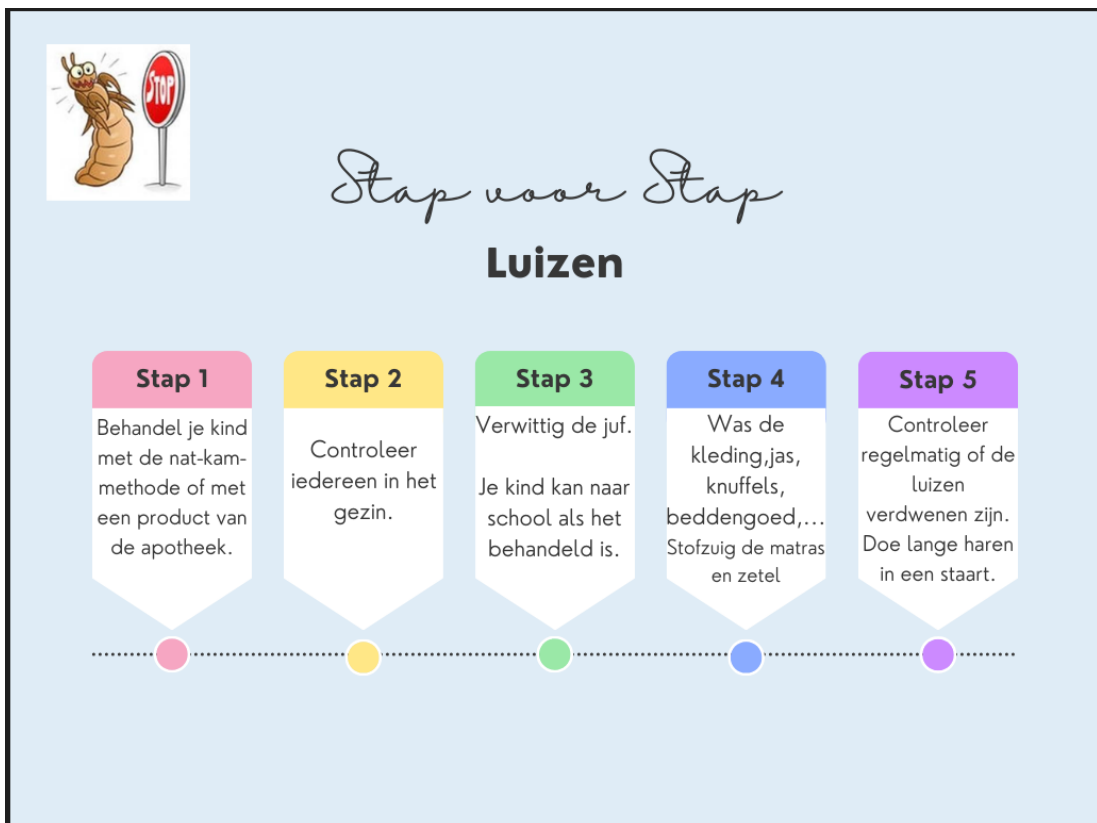 STOP
Stap voor Stap
Luizen
Stap 1
Behandel je kind
met de nat-kam-
methode of met
een product van
de apotheek.
Stap 2
Controleer
iedereen in het
gezin.
Stap 3
Verwittig de juf.
Je kind kan naar
school als het
behandeld is.
Stap 4
Was de
kleding,jas,
knuffels,
beddengoed,...
Stofzuig de matras
en zetel
Stap 5
Controleer
regelmatig of de
luizen
verdwenen zijn.
Doe lange haren
in een staart.